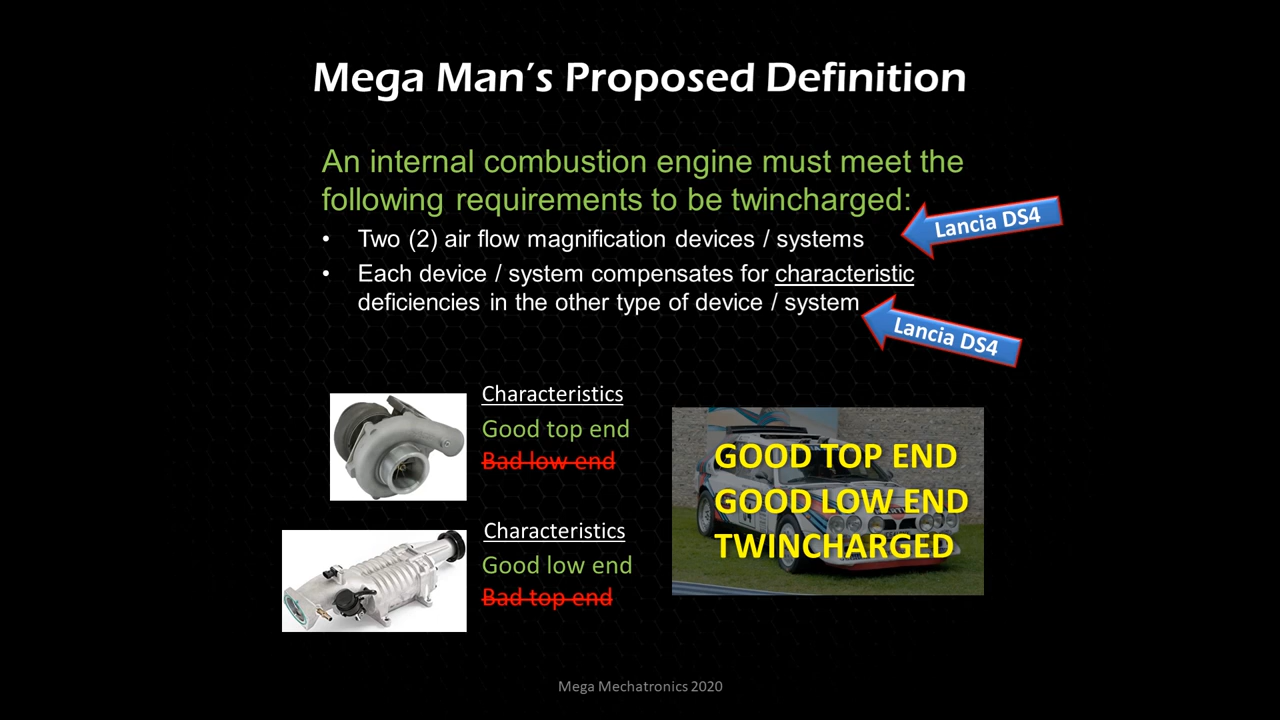 Mega Man's Proposed Definition
An internal combustion engine must meet the
following requirements to be twincharged:
• Two (2) air flow magnification devices / systems
• Each device / system compensates for characteristic
deficiencies in the other type of device / system
Lancia DS4
Lancia DS4
Characteristics
Good top end
Bad low end
Characteristics
Good low end
Bad top end
GOOD TOP END
GOOD LOW END
TWINCHARGED
Mega Mechatronics 2020